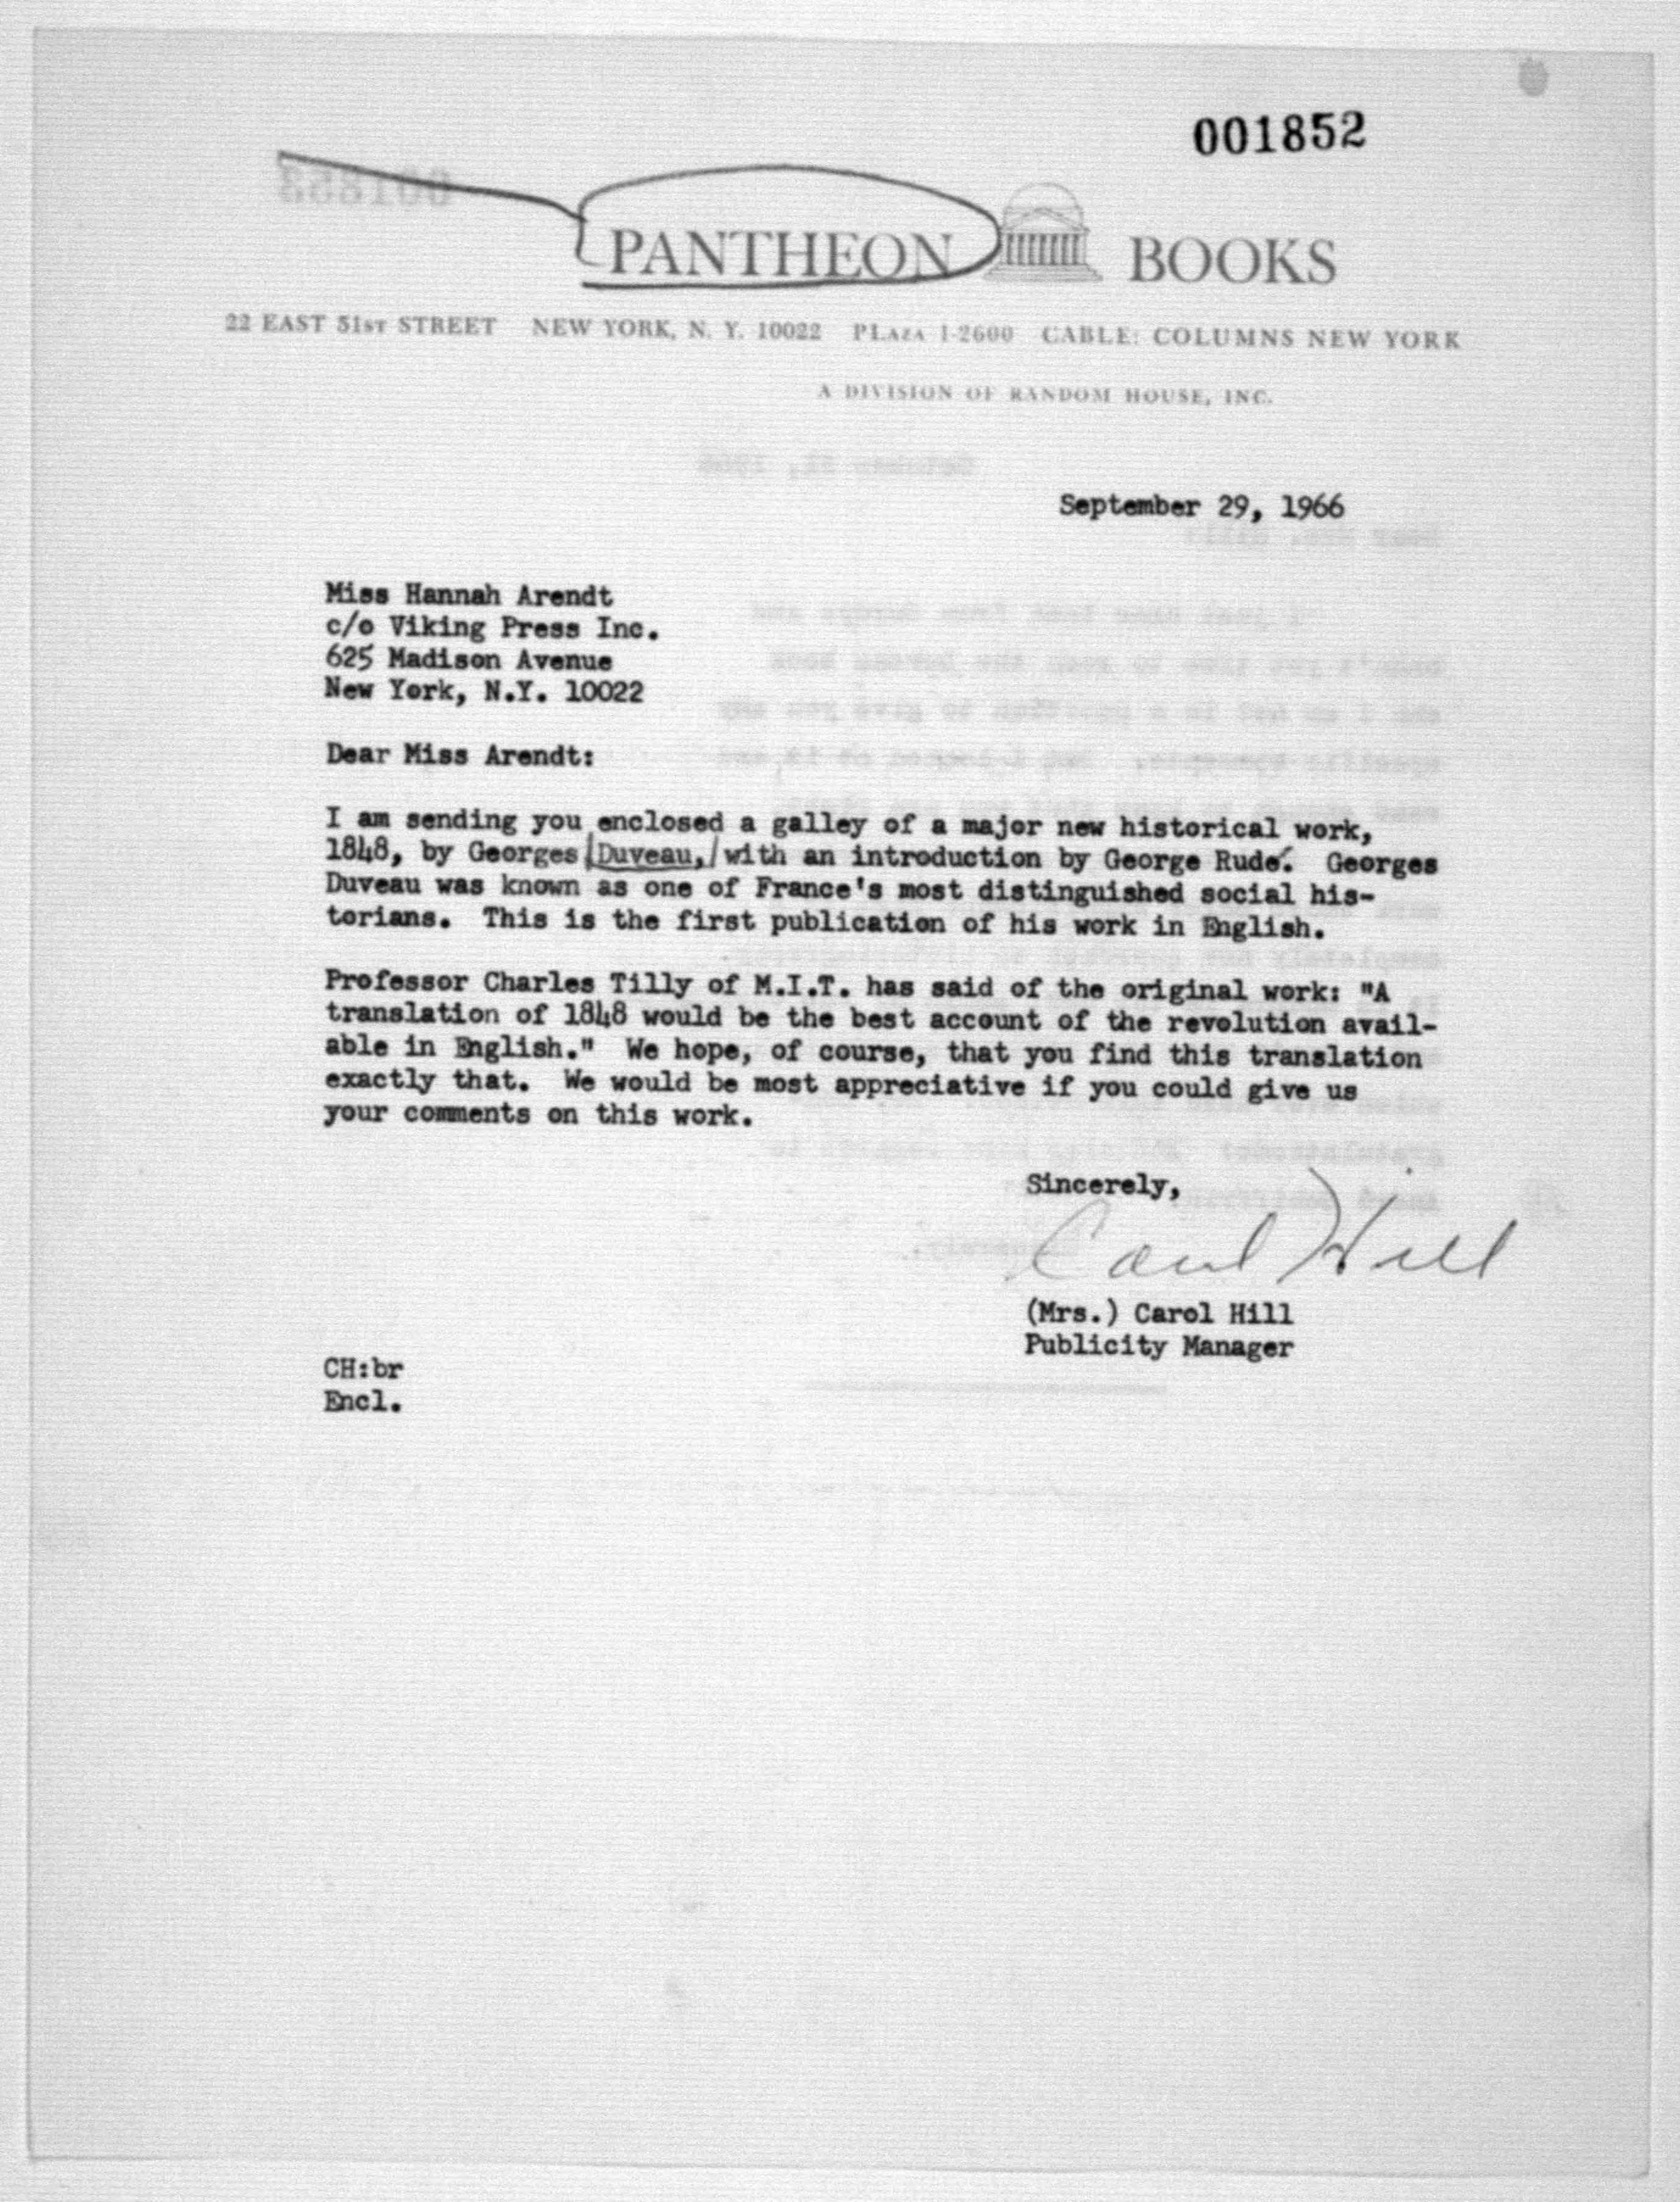 001852
PANTHEON BOOKS
22 EAST 51ST STREET NEW YORK, N. Y. 10022 PLAZA 1-2600 CABLE: COLUMNS NEW YORK
A DIVISION OF RANDOM HOUSE, INC.
September 29, 1966
Miss Hannah Arendt
c/o Viking Press Inc.
625 Madison Avenue
New York, N.Y. 10022
Dear Miss Arendt:
I am sending you enclosed a galley of a major new historical work,
1848, by Georges Duveau, with an introduction by George Rudé. Georges
Duveau was known as one of France's most distinguished social his-
torians. This is the first publication of his work in English.
Professor Charles Tilly of M.I.T. has said of the original work: "A
translation of 1848 would be the best account of the revolution avail-
able in English." We hope, of course, that you find this translation
exactly that. We would be most appreciative if you could give us
your comments on this work.
Sincerely,
Carol Hill
(Mrs.) Carol Hill
Publicity Manager
CH:br
Encl.